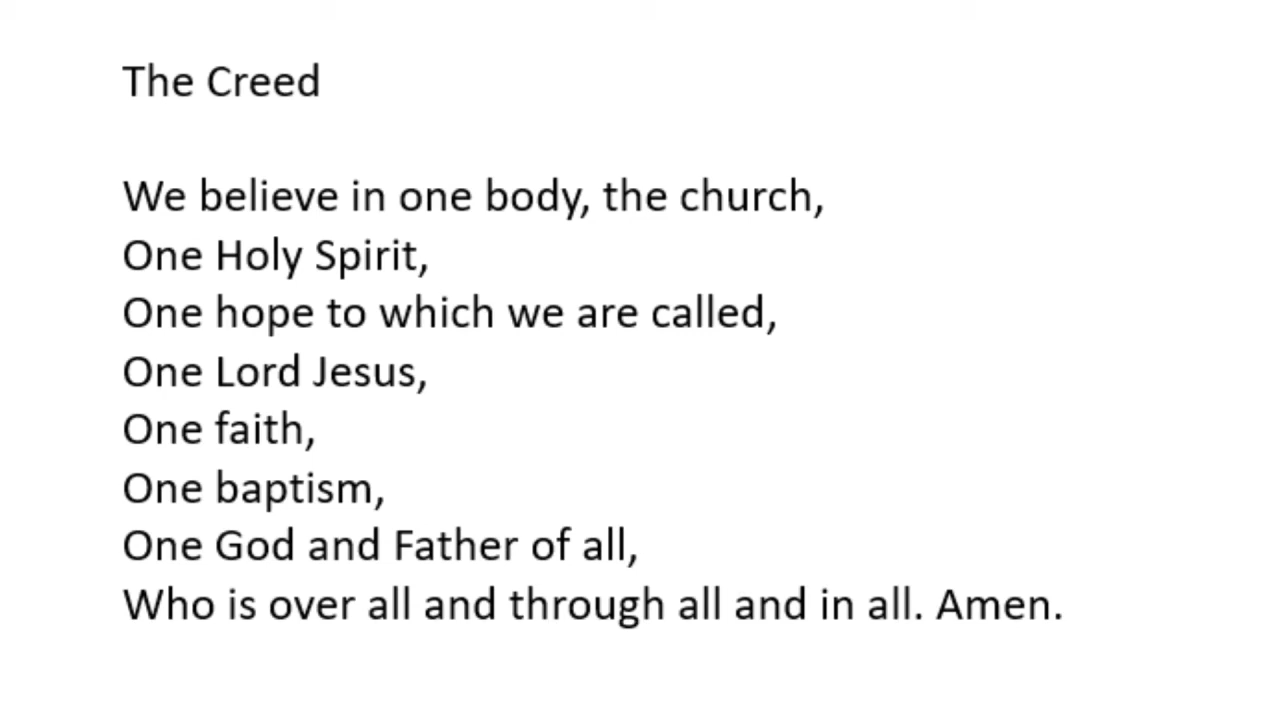 The Creed
We believe in one body, the church,
One Holy Spirit,
One hope to which we are called,
One Lord Jesus,
One faith,
One baptism,
One God and Father of all,
Who is over all and through all and in all. Amen.